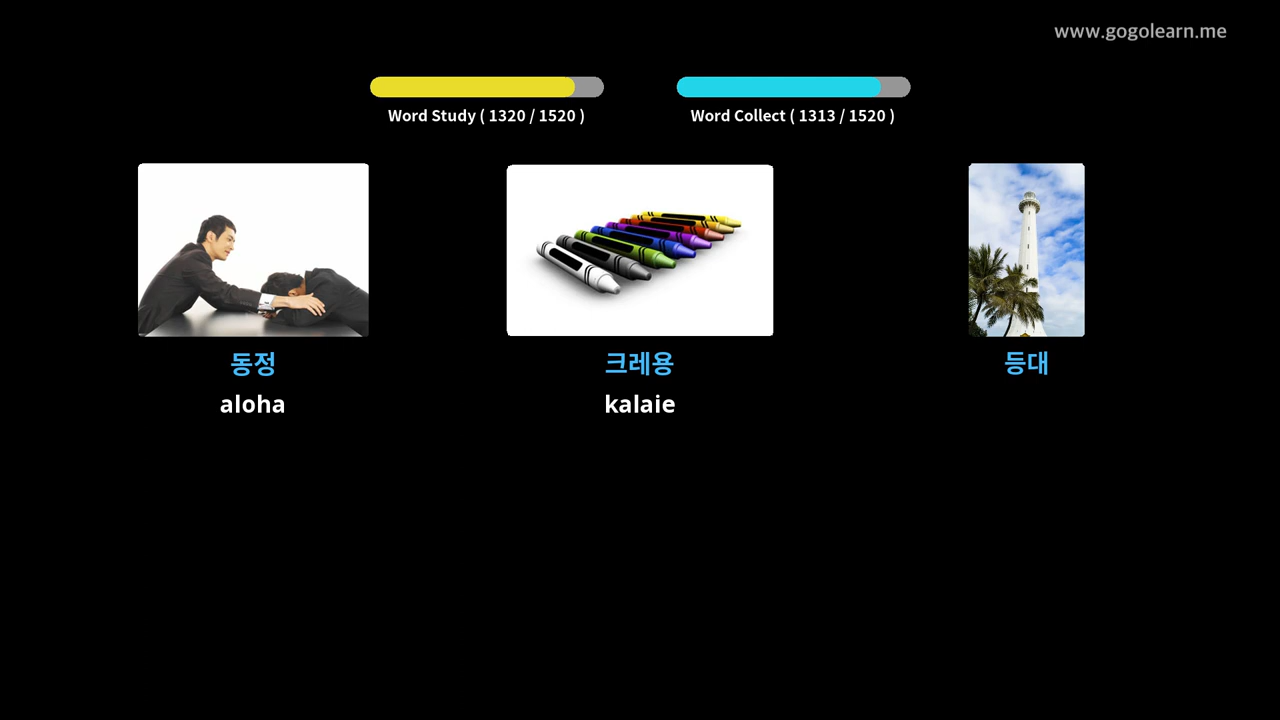 www.gogolearn.me
Word Study ( 1320 / 1520 )
Word Collect ( 1313 / 1520 )
동정
크레용
등대
aloha
kalaie